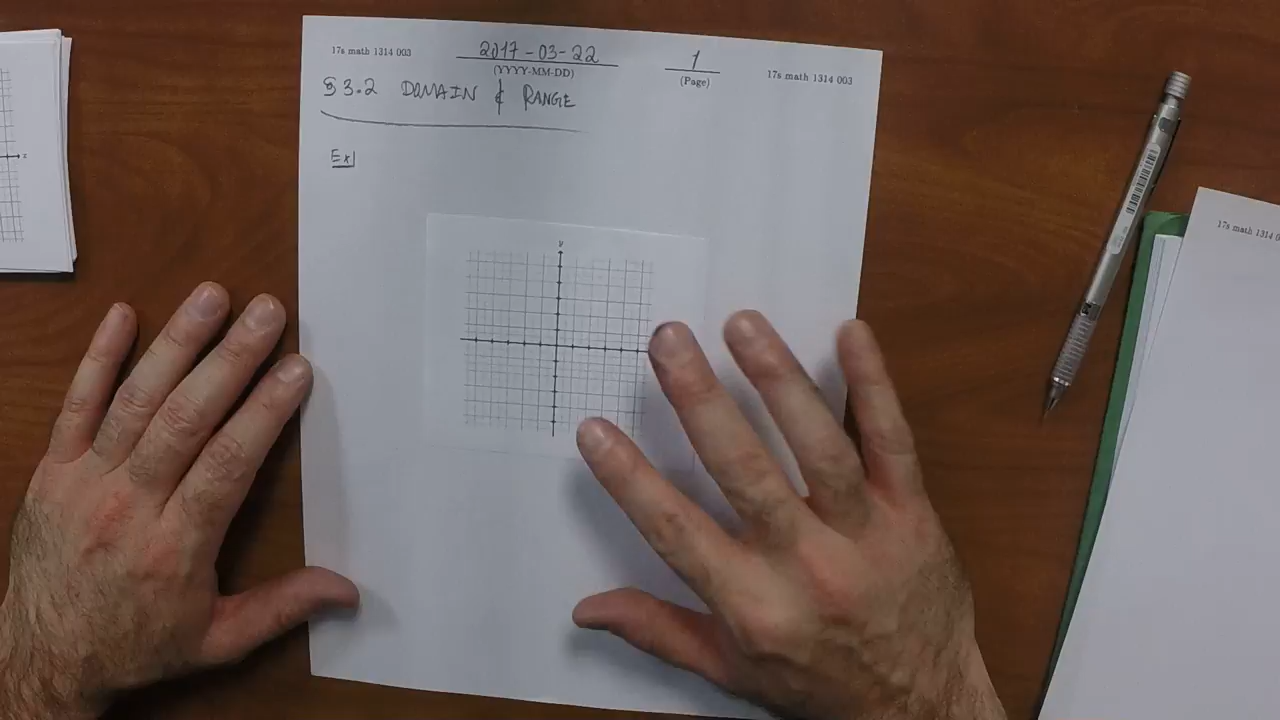 17s math 1314 003
2017-03-22
1
17s math 1314 003
(YYYY-MM-DD)
(Page)
§3.2 DOMAIN & RANGE
Ex
y
x
17s math 1314 0